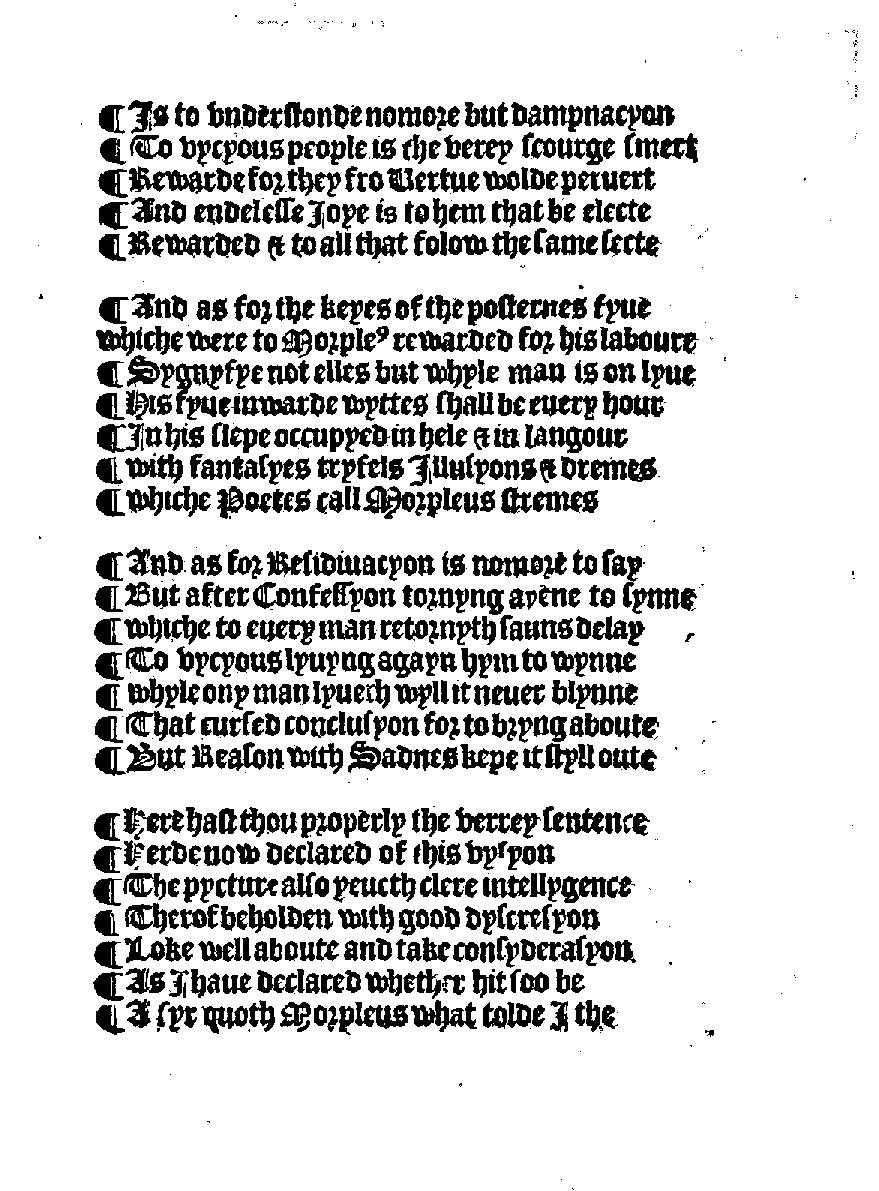 ¶ Is to vnderstonde nomore but dampnacyon
¶ To vycyous people is the verey scourge smert
¶ Rewarde for they fro Vertue wolde peruert
¶ And endelesse Joye is to hem that be electe
¶ Rewarded & to all that folow the same secte

¶ And as for the keyes of the posternes fyue
whiche were to Morpleꝰ rewarded for his laboure
¶ Sygnyfye not elles but whyle man is on lyue
¶ His fyue inwarde wyttes shall be euery hour
¶ In his slepe occupyed in hele & in langour
¶ with fantasyes tryfels Jllusyons & dremes
¶ whiche Poetes call Morpleus stremes

¶ And as for Residiuacyon is nomore to say
¶ But after Confessyon tornyng ayene to synne
¶ whiche to euery man retornyth sauns delay
¶ To vycyous lyuyng agayn hym to wynne
¶ whyle ony man lyueth wyll it neuer blynne
¶ That cursed conclusyon for to bryng aboute
¶ But Reason with Sadnes kepe it styll oute

¶ Here hast thou properly the verrey sentence
¶ Herde now declared of this vysyon
¶ The pycture also yeueth clere intellygence
¶ Therof beholden with good dyscresyon
¶ Loke well aboute and take consyderasyon
¶ As J haue declared whether hit soo be
¶ A syr quoth Morpleus what tolde J the